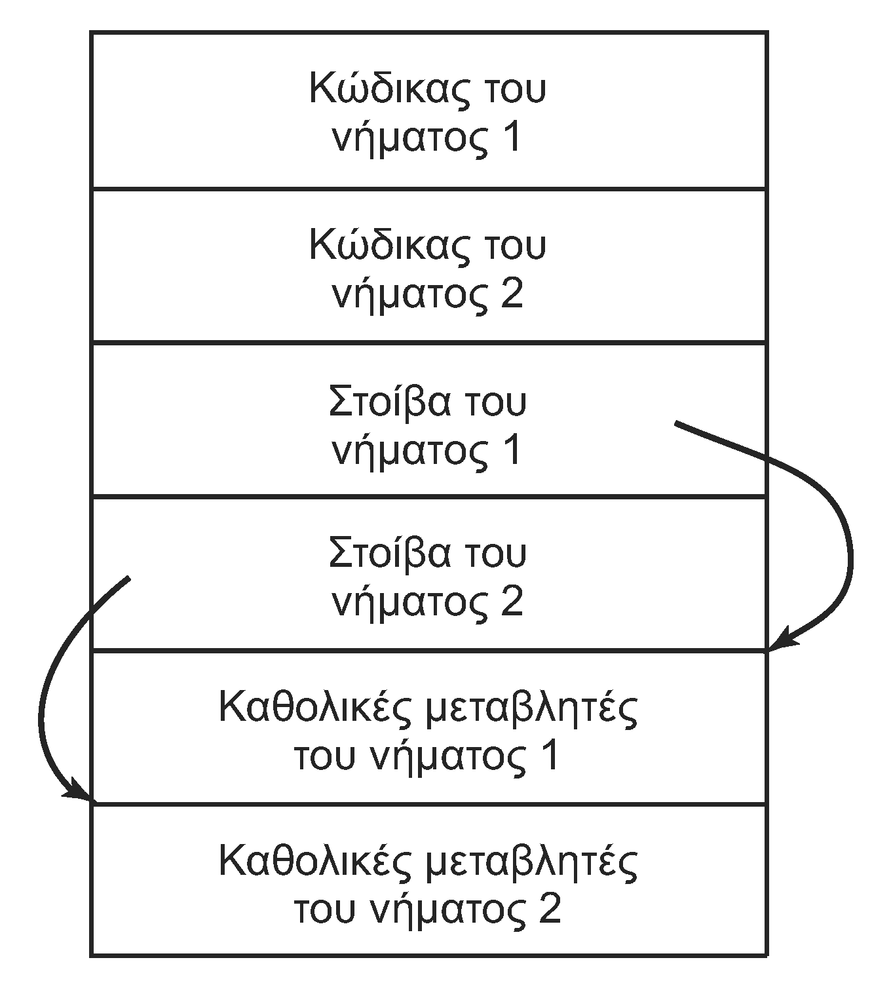 Κώδικας του
νήματος 1
Κώδικας του
νήματος 2
Στοίβα του
νήματος 1
Στοίβα του
νήματος 2
Καθολικές μεταβλητές
του νήματος 1
Καθολικές μεταβλητές
του νήματος 2